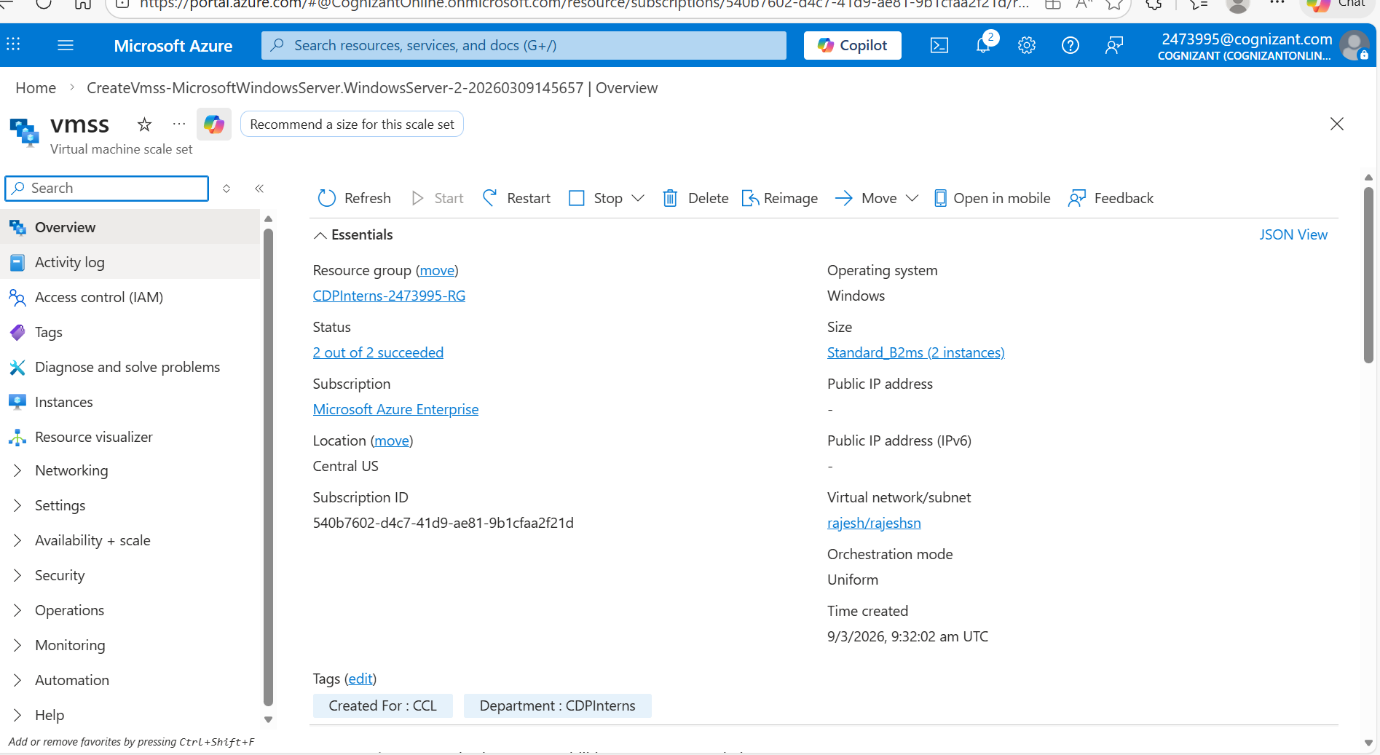 https://portal.azure.com/#@CognizantOnline.onmicrosoft.com/resource/subscriptions/540b7602-d4c7-41d9-ae81-9b1cfaa2f21d/r...
Chat
Microsoft Azure
Search resources, services, and docs (G+/)
Copilot
2
2473995@cognizant.com
COGNIZANT (COGNIZANTONLIN...
Home > CreateVmss-MicrosoftWindowsServer.WindowsServer-2-20260309145657 | Overview
vmss
Recommend a size for this scale set
Virtual machine scale set
Search
Refresh Start Restart Stop Delete Reimage Move Open in mobile Feedback
Overview
Activity log
Access control (IAM)
Tags
Diagnose and solve problems
Instances
Resource visualizer
Networking
Settings
Availability + scale
Security
Operations
Monitoring
Automation
Help
Add or remove favorites by pressing Ctrl+Shift+F
Essentials
JSON View
Resource group (move)
CDPInterns-2473995-RG
Status
2 out of 2 succeeded
Subscription
Microsoft Azure Enterprise
Location (move)
Central US
Subscription ID
540b7602-d4c7-41d9-ae81-9b1cfaa2f21d
Operating system
Windows
Size
Standard_B2ms (2 instances)
Public IP address
-
Public IP address (IPv6)
-
Virtual network/subnet
rajesh/rajeshsn
Orchestration mode
Uniform
Time created
9/3/2026, 9:32:02 am UTC
Tags (edit)
Created For : CCL
Department : CDPInterns